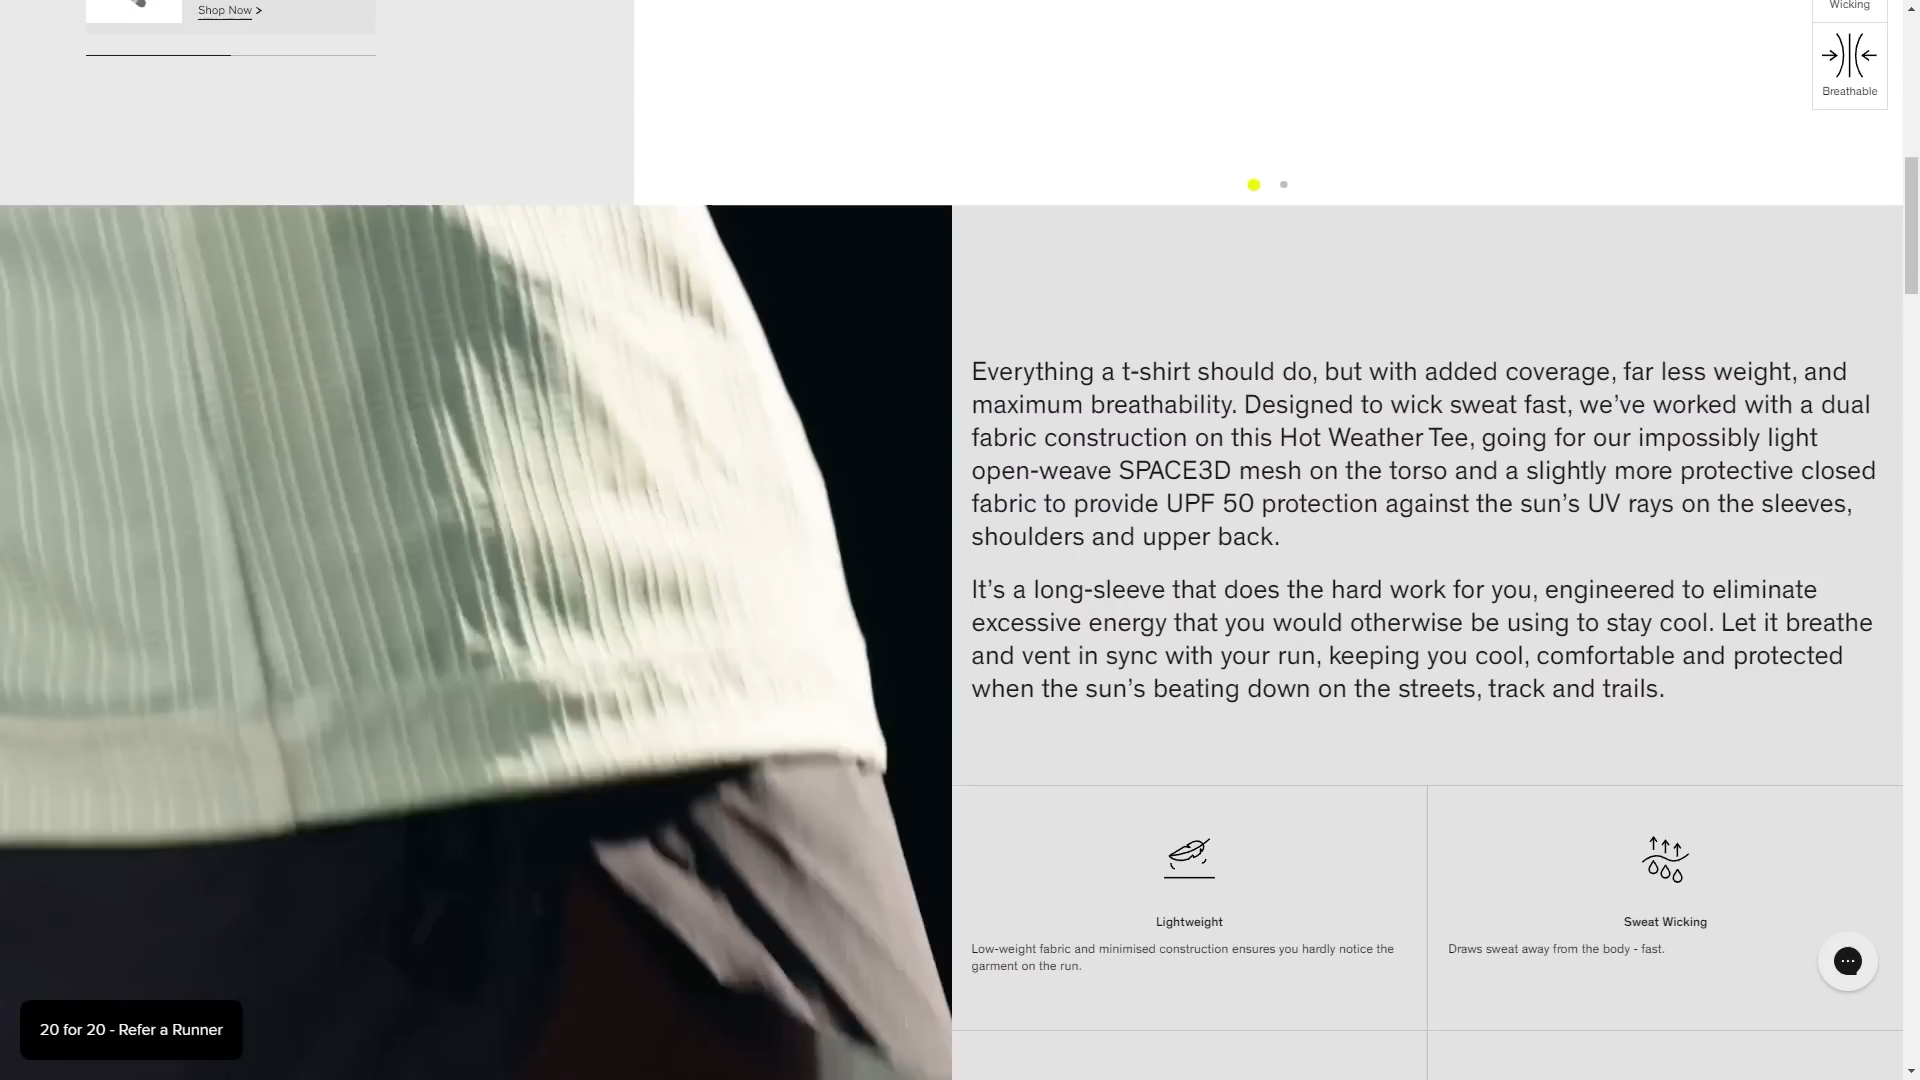 Shop Now >
Wicking
Breathable
Everything a t-shirt should do, but with added coverage, far less weight, and
maximum breathability. Designed to wick sweat fast, we’ve worked with a dual
fabric construction on this Hot Weather Tee, going for our impossibly light
open-weave SPACE3D mesh on the torso and a slightly more protective closed
fabric to provide UPF 50 protection against the sun’s UV rays on the sleeves,
shoulders and upper back.
It’s a long-sleeve that does the hard work for you, engineered to eliminate
excessive energy that you would otherwise be using to stay cool. Let it breathe
and vent in sync with your run, keeping you cool, comfortable and protected
when the sun’s beating down on the streets, track and trails.
Lightweight
Low-weight fabric and minimised construction ensures you hardly notice the
garment on the run.
Sweat Wicking
Draws sweat away from the body - fast.
20 for 20 - Refer a Runner